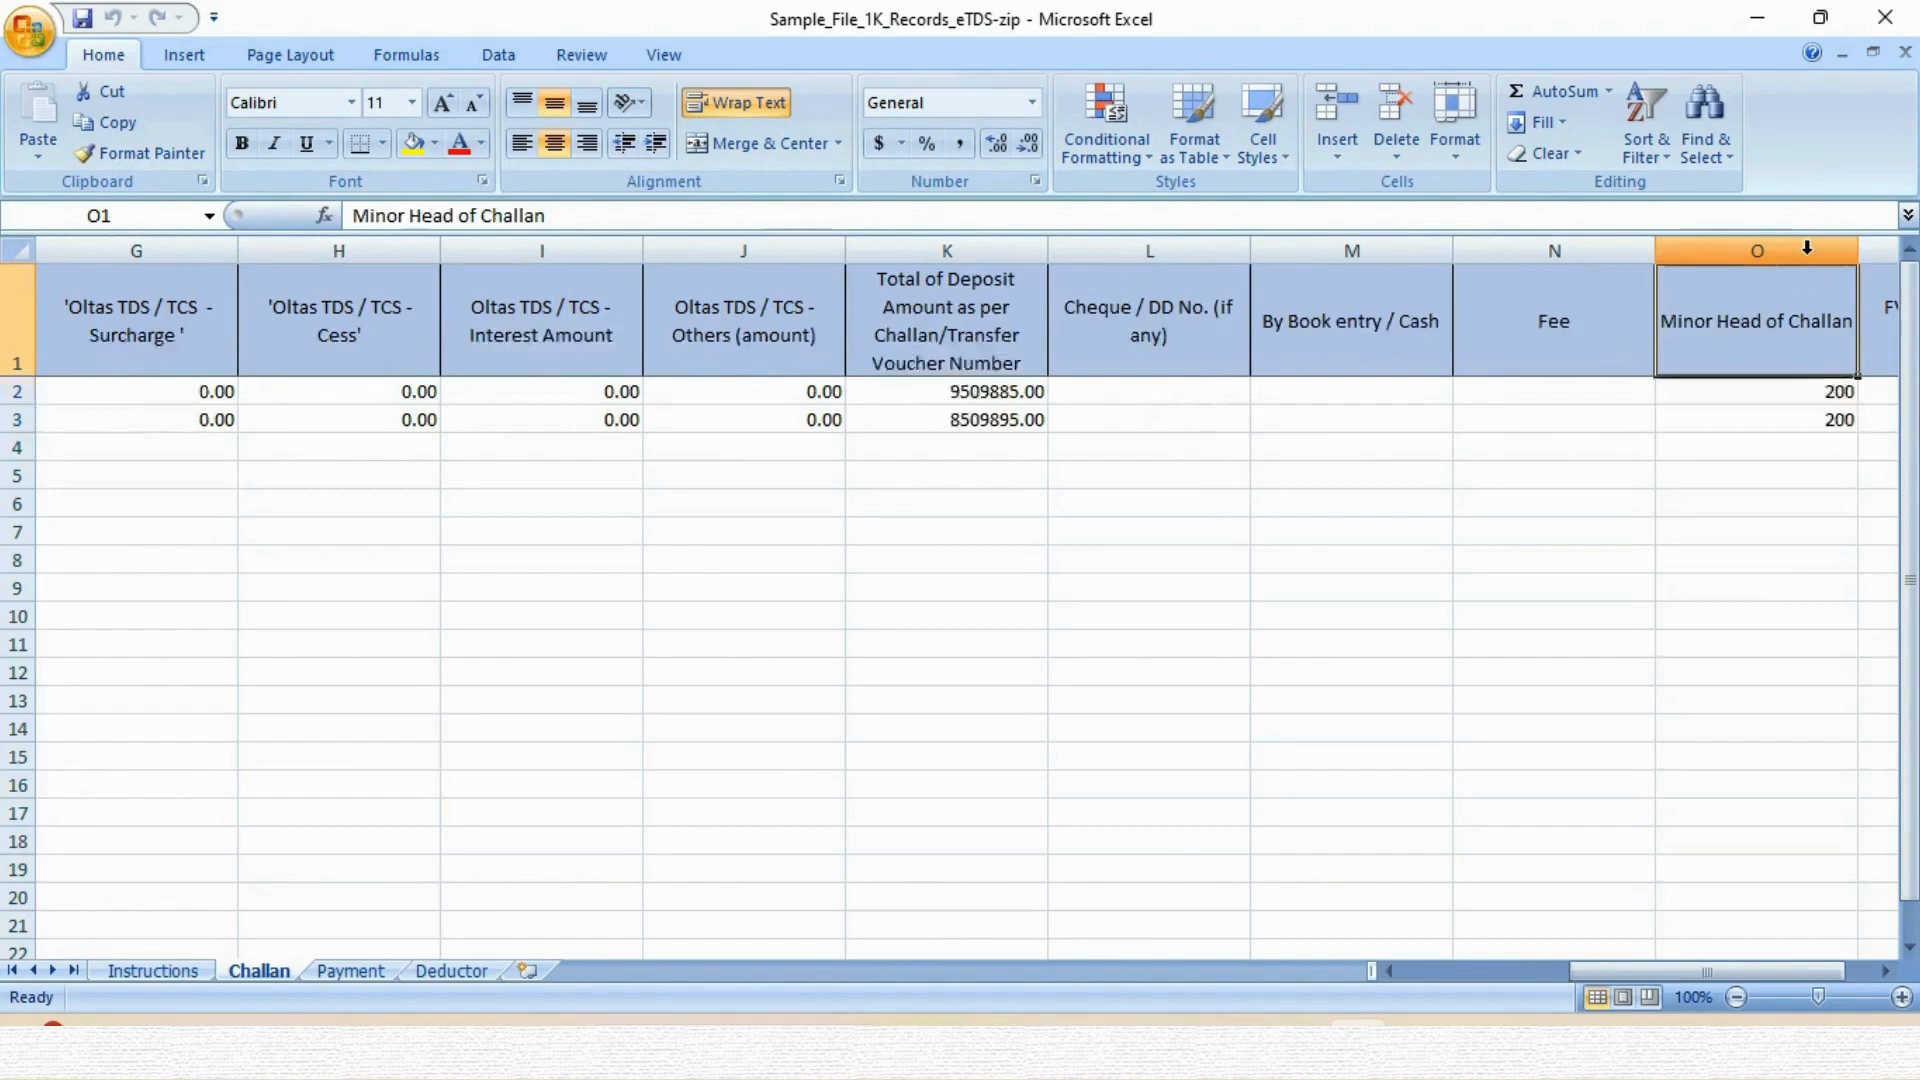 Sample_File_1K_Records_eTDS-zip - Microsoft Excel
Home Insert Page Layout Formulas Data Review View
Paste
Cut
Copy
Format Painter
Clipboard
Calibri 11
B I U
Font
Wrap Text
Merge & Center
Alignment
General
$ % ,
Number
Conditional Formatting
Format as Table
Cell Styles
Styles
Insert Delete Format
Cells
AutoSum
Fill
Clear
Sort & Filter
Find & Select
Editing
O1 fx Minor Head of Challan
G H I J K L M N O
1
'Oltas TDS / TCS -
Surcharge '
'Oltas TDS / TCS -
Cess'
Oltas TDS / TCS -
Interest Amount
Oltas TDS / TCS -
Others (amount)
Total of Deposit
Amount as per
Challan/Transfer
Voucher Number
Cheque / DD No. (if
any)
By Book entry / Cash
Fee
Minor Head of Challan
2 0.00 0.00 0.00 0.00 9509885.00 200
3 0.00 0.00 0.00 0.00 8509895.00 200
4
5
6
7
8
9
10
11
12
13
14
15
16
17
18
19
20
21
22
Instructions Challan Payment Deductor
Ready 100%